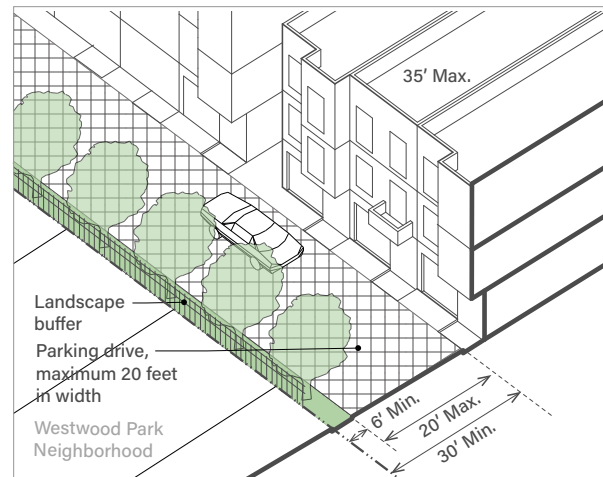 35′ Max.
Landscape
buffer
Parking drive,
maximum 20 feet
in width
Westwood Park
Neighborhood
6′ Min.
20′ Max.
30′ Min.